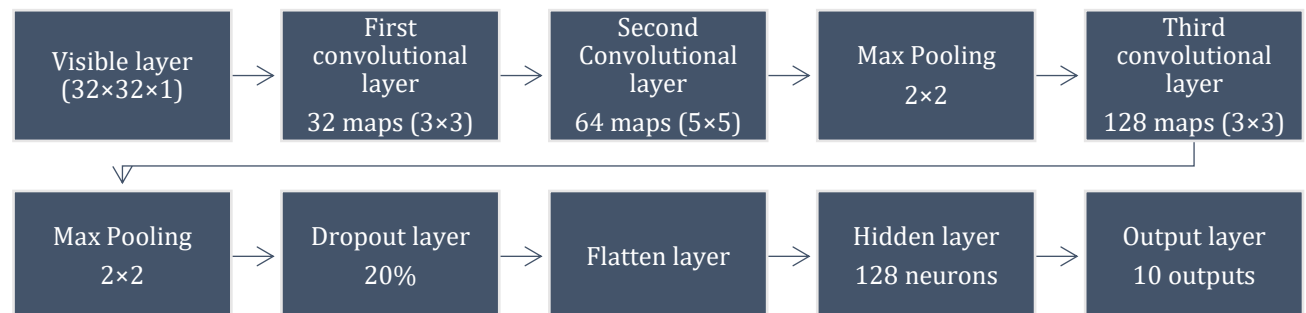 Visible layer
(32×32×1)
First
convolutional
layer
32 maps (3×3)
Second
Convolutional
layer
64 maps (5×5)
Max Pooling
2×2
Third
convolutional
layer
128 maps (3×3)
Max Pooling
2×2
Dropout layer
20%
Flatten layer
Hidden layer
128 neurons
Output layer
10 outputs